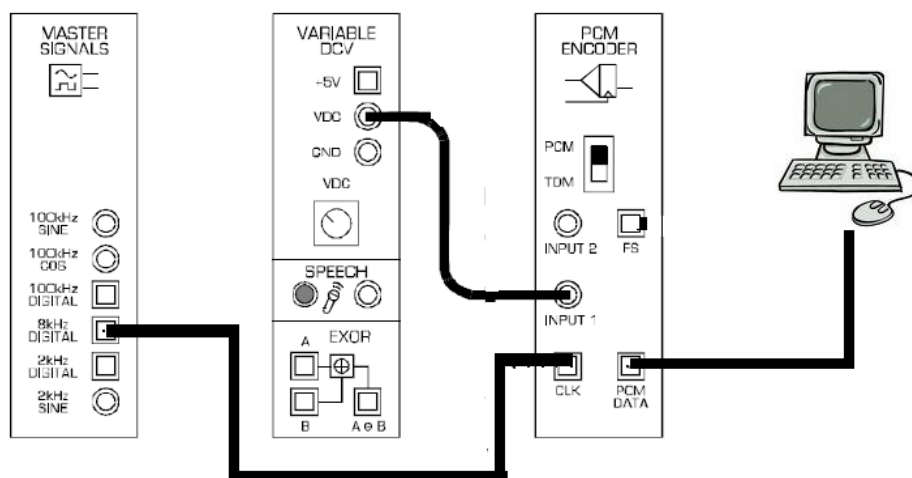 MASTER
SIGNALS
100kHz
SINE
100kHz
COS
100kHz
DIGITAL
8kHz
DIGITAL
2kHz
DIGITAL
2kHz
SINE
VARIABLE
DCV
-5V
VDC
GND
VDC
SPEECH
A
EXOR
B
A⊕B
PCM
ENCODER
PCM
TDM
INPUT 2
FS
INPUT 1
CLK
PCM
DATA